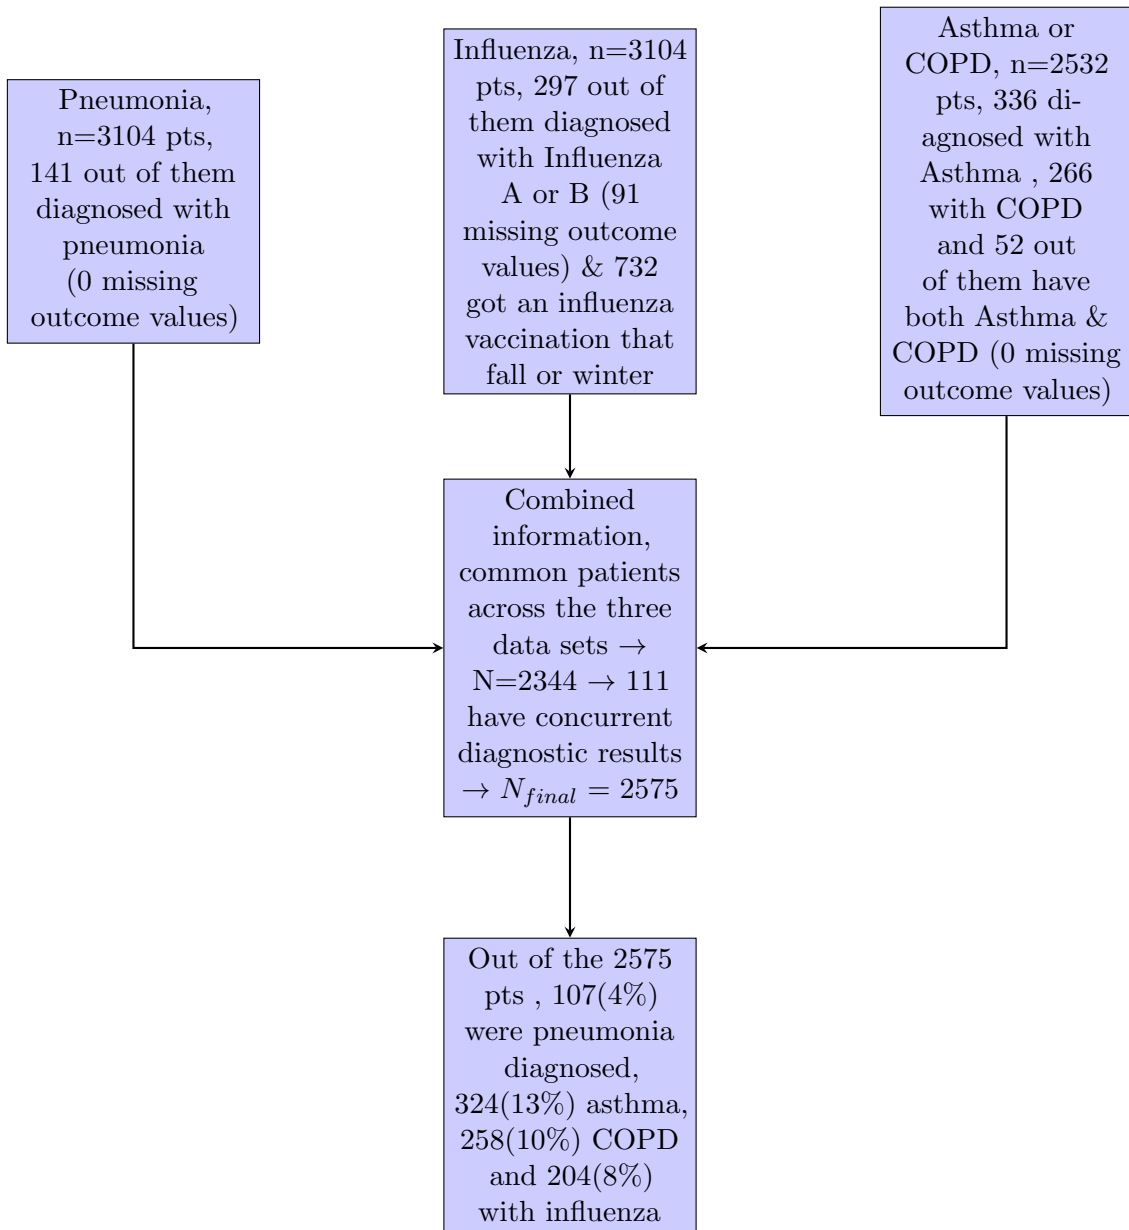 Pneumonia,
n=3104 pts,
141 out of them
diagnosed with
pneumonia
(0 missing
outcome values)
Influenza, n=3104
pts, 297 out of
them diagnosed
with Influenza
A or B (91
missing outcome
values) & 732
got an influenza
vaccination that
fall or winter
Asthma or
COPD, n=2532
pts, 336 di-
agnosed with
Asthma , 266
with COPD
and 52 out
of them have
both Asthma &
COPD (0 missing
outcome values)
Combined
information,
common patients
across the three
data sets →
N=2344 → 111
have concurrent
diagnostic results
→ N_{final} = 2575
Out of the 2575
pts , 107(4%)
were pneumonia
diagnosed,
324(13%) asthma,
258(10%) COPD
and 204(8%)
with influenza